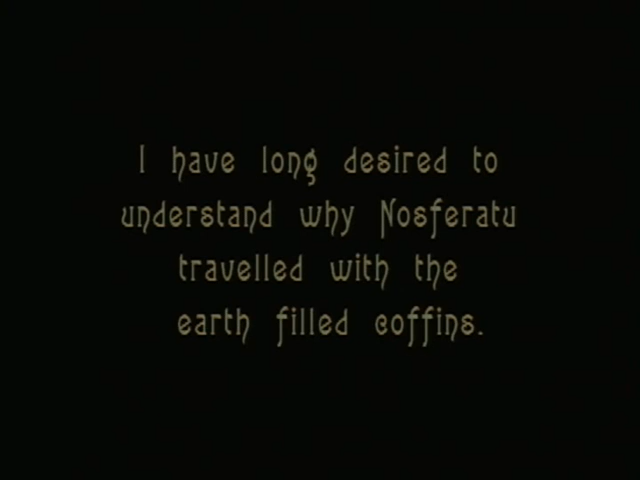 I have long desired to
understand why Nosferatu
travelled with the
earth filled coffins.